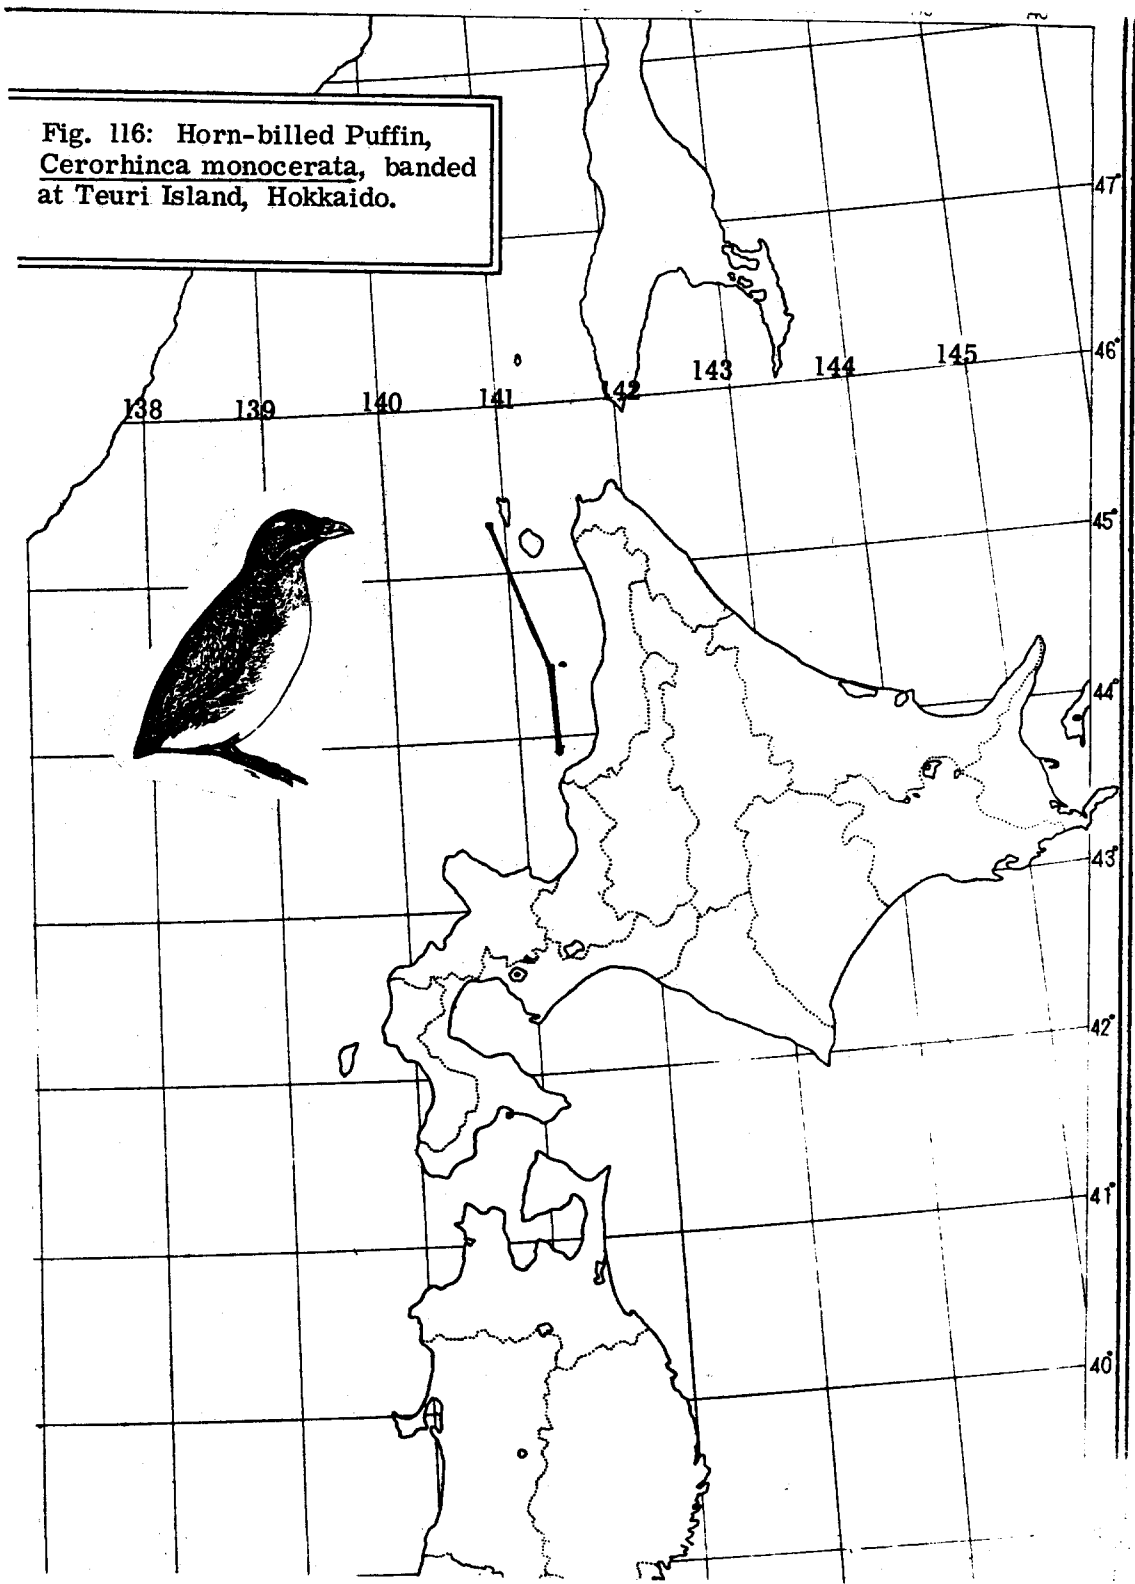 Fig. 116: Horn-billed Puffin,
Cerorhinca monocerata, banded
at Teuri Island, Hokkaido.
47°
46°
138 139 140 141 142 143 144 145
45°
44°
43°
42°
41°
40°